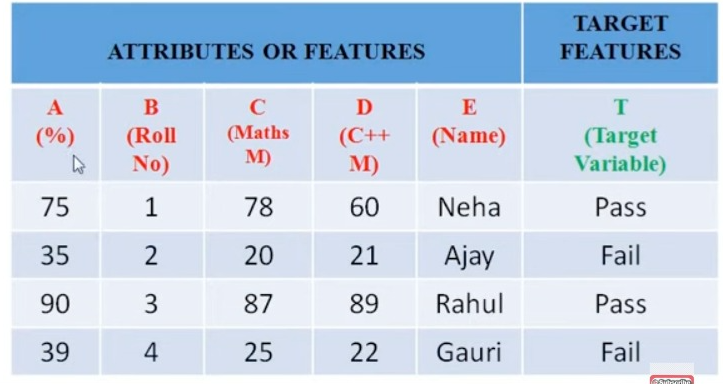 ATTRIBUTES OR FEATURES
TARGET
FEATURES
A
(%)
B
(Roll
No)
C
(Maths
M)
D
(C++
M)
E
(Name)
T
(Target
Variable)
75 1 78 60 Neha Pass
35 2 20 21 Ajay Fail
90 3 87 89 Rahul Pass
39 4 25 22 Gauri Fail
Subscribe